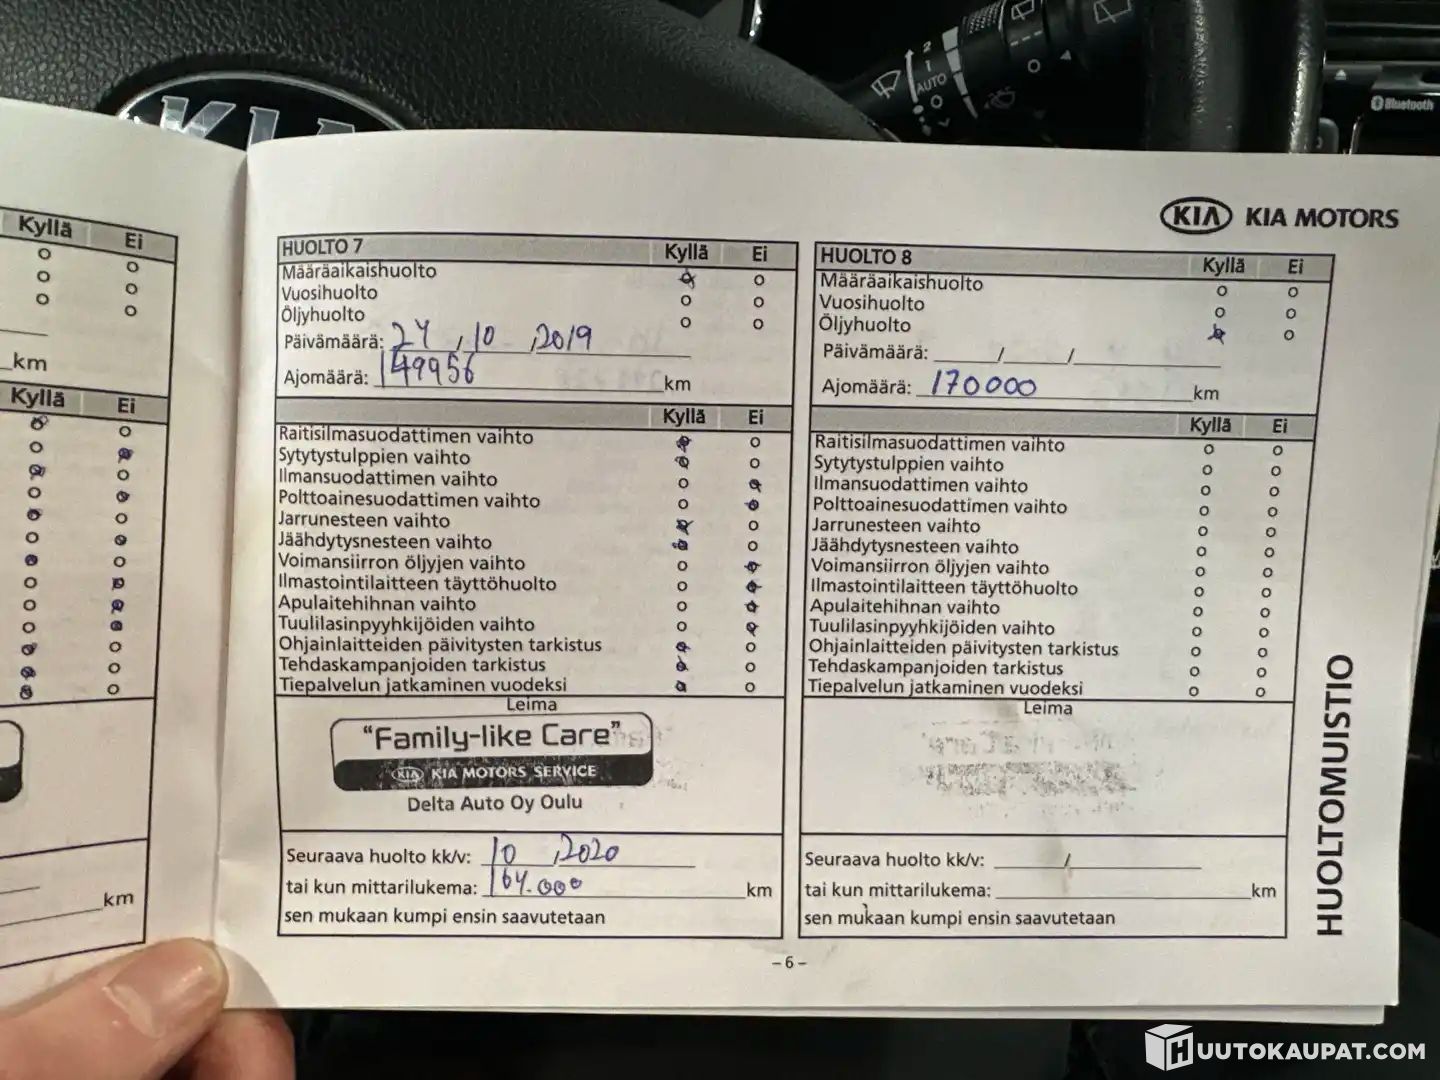 KIA
2
1
AUTO
Bluetooth
Kyllä Ei
km
Kyllä Ei
km
KIA KIA MOTORS
HUOLTO 7 Kyllä Ei
Määräaikaishuolto
Vuosihuolto
Öljyhuolto
Päivämäärä: 24 / 10 , 2019
Ajomäärä: 149956 km
Kyllä Ei
Raitisilmasuodattimen vaihto
Sytytystulppien vaihto
Ilmansuodattimen vaihto
Polttoainesuodattimen vaihto
Jarrunesteen vaihto
Jäähdytysnesteen vaihto
Voimansiirron öljyjen vaihto
Ilmastointilaitteen täyttöhuolto
Apulaitehihnan vaihto
Tuulilasinpyyhkijöiden vaihto
Ohjainlaitteiden päivitysten tarkistus
Tehdaskampanjoiden tarkistus
Tiepalvelun jatkaminen vuodeksi
Leima
"Family-like Care"
KIA KIA MOTORS SERVICE
Delta Auto Oy Oulu
Seuraava huolto kk/v: 10 , 2020
tai kun mittarilukema: 164.000 km
sen mukaan kumpi ensin saavutetaan
HUOLTO 8 Kyllä Ei
Määräaikaishuolto
Vuosihuolto
Öljyhuolto
Päivämäärä: / /
Ajomäärä: 170000 km
Kyllä Ei
Raitisilmasuodattimen vaihto
Sytytystulppien vaihto
Ilmansuodattimen vaihto
Polttoainesuodattimen vaihto
Jarrunesteen vaihto
Jäähdytysnesteen vaihto
Voimansiirron öljyjen vaihto
Ilmastointilaitteen täyttöhuolto
Apulaitehihnan vaihto
Tuulilasinpyyhkijöiden vaihto
Ohjainlaitteiden päivitysten tarkistus
Tehdaskampanjoiden tarkistus
Tiepalvelun jatkaminen vuodeksi
Leima
Seuraava huolto kk/v: /
tai kun mittarilukema: km
sen mukaan kumpi ensin saavutetaan
HUOLTOMUISTIO
- 6 -
HUUTOKAUPAT.COM